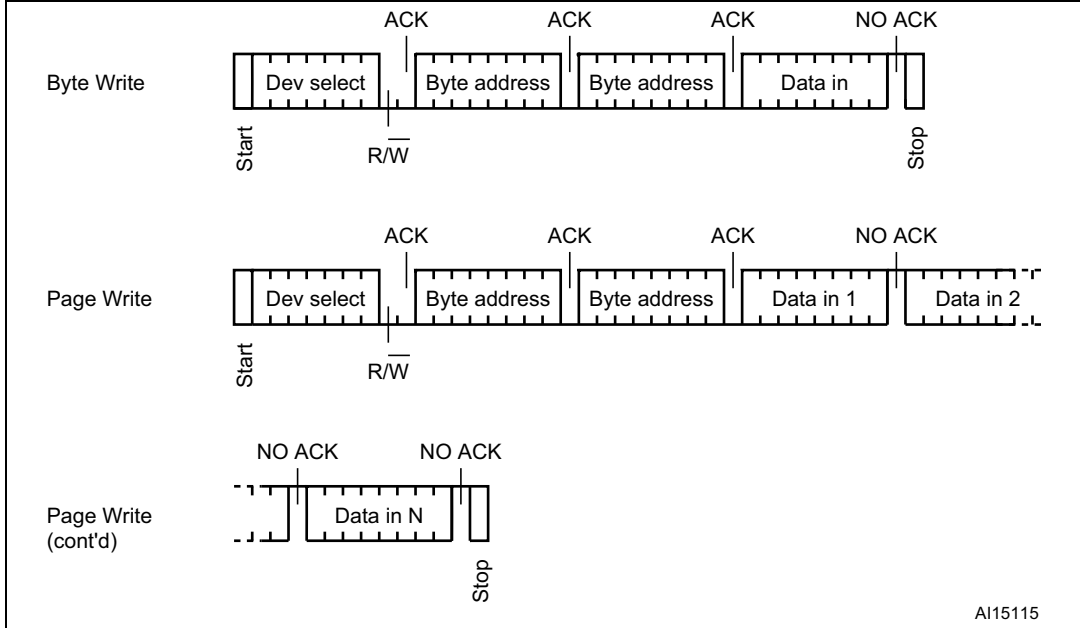 ACK ACK ACK NO ACK
Byte Write Dev select Byte address Byte address Data in
Start R/W̅ Stop
ACK ACK ACK NO ACK
Page Write Dev select Byte address Byte address Data in 1 Data in 2
Start R/W̅
NO ACK NO ACK
Page Write
(cont'd)
Data in N
Stop
AI15115